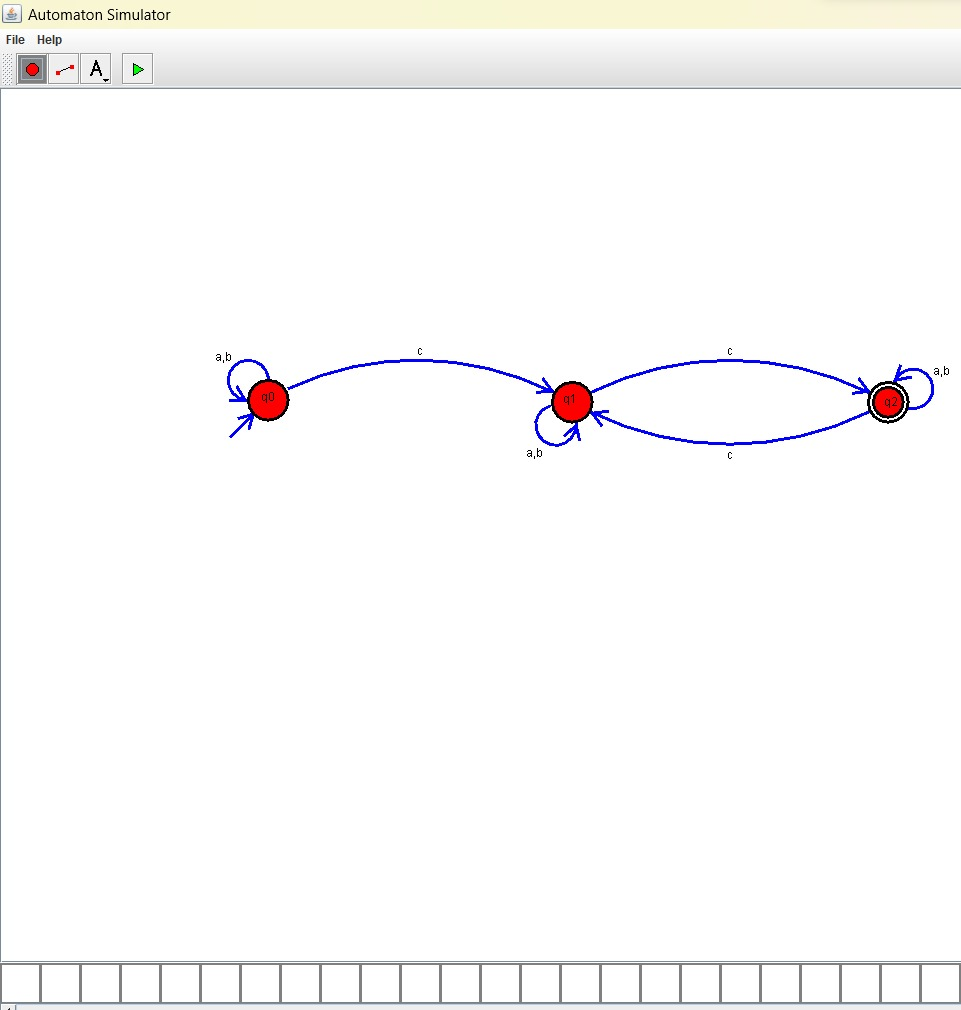 Automaton Simulator
File Help
A
c c
a,b
a,b
q0 q1 q2
a,b
c